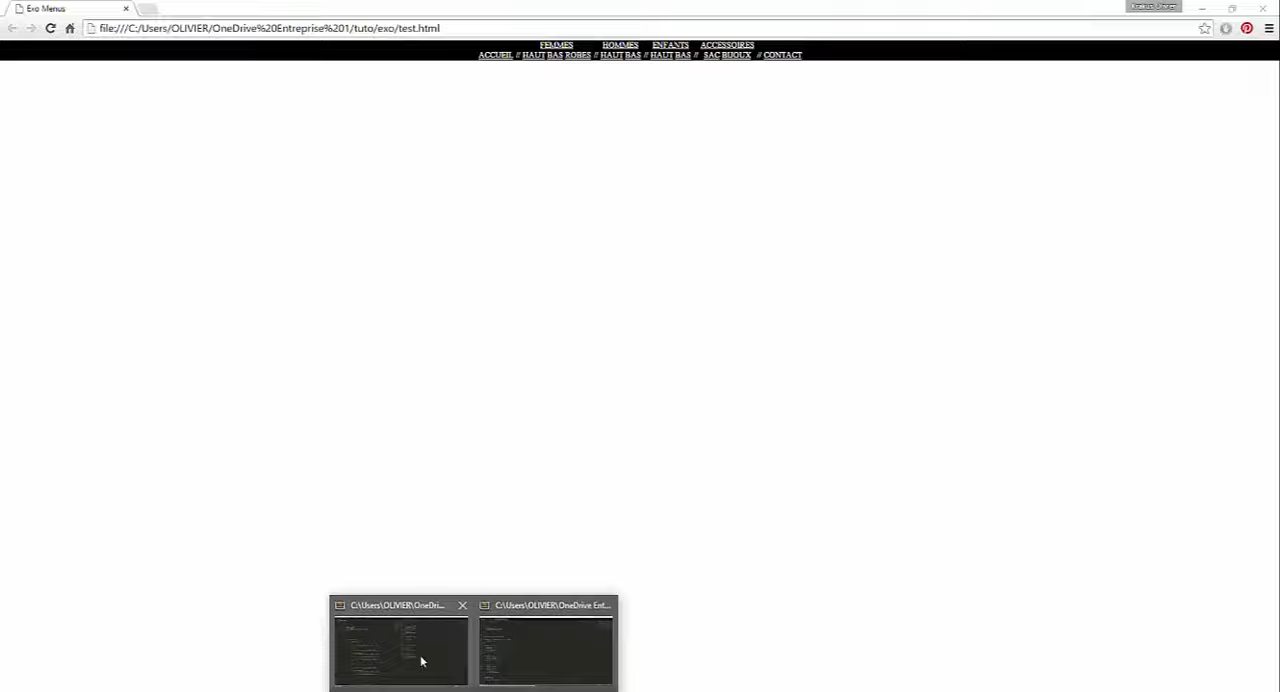 Exo Menus
file:///C:/Users/OLIVIER/OneDrive%20Entreprise%201/tuto/exo/test.html
FEMMES HOMMES ENFANTS ACCESSOIRES
ACCUEIL // HAUT BAS ROBES // HAUT BAS // HAUT BAS // SAC BIJOUX // CONTACT
C:\Users\OLIVIER\OneDri... C:\Users\OLIVIER\OneDrive Ent...